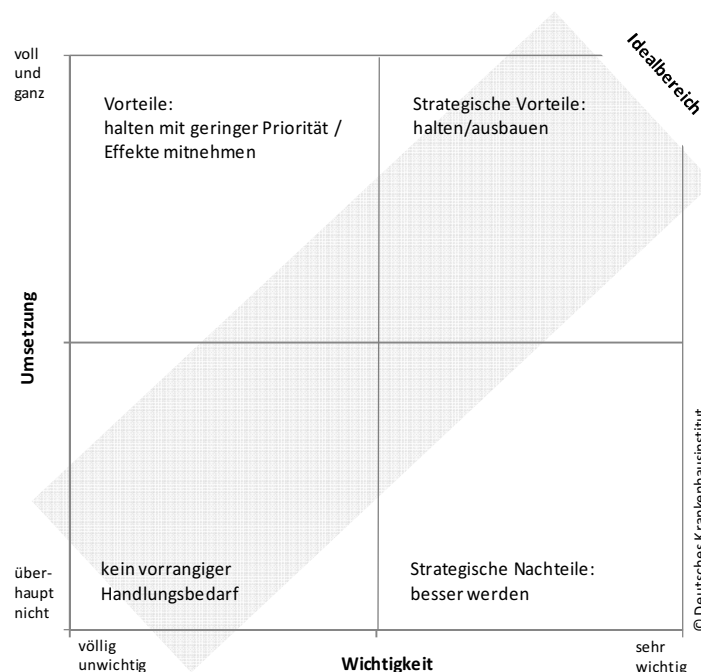 voll
und
ganz
Idealbereich
Vorteile:
halten mit geringer Priorität /
Effekte mitnehmen
Strategische Vorteile:
halten/ausbauen
Umsetzung
© Deutsches Krankenhausinstitut
über-
haupt
nicht
kein vorrangiger
Handlungsbedarf
Strategische Nachteile:
besser werden
völlig
unwichtig
Wichtigkeit
sehr
wichtig